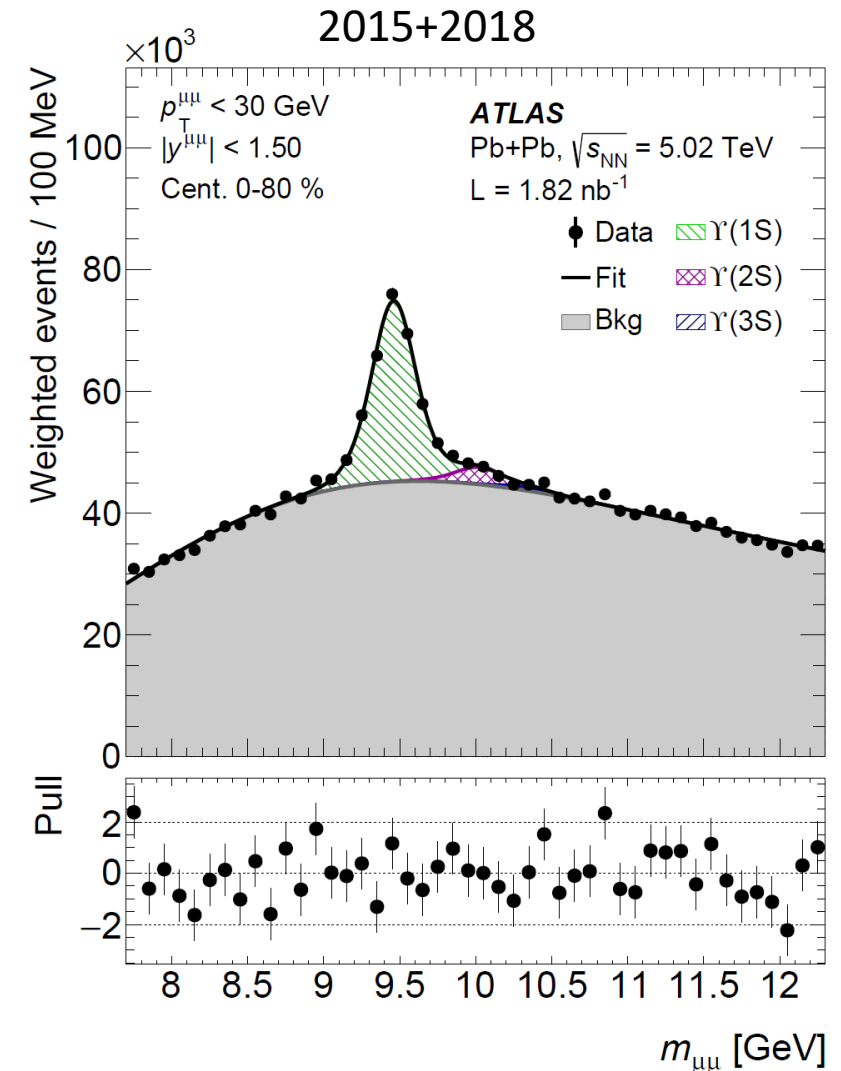 2015+2018
×10³
p_T^μμ < 30 GeV
|y^μμ| < 1.50
Cent. 0-80 %
ATLAS
Pb+Pb, √s_NN = 5.02 TeV
L = 1.82 nb⁻¹
Data
Fit
Bkg
ϒ(1S)
ϒ(2S)
ϒ(3S)
Weighted events / 100 MeV
100
80
60
40
20
0
Pull
2
0
−2
8 8.5 9 9.5 10 10.5 11 11.5 12
m_μμ [GeV]